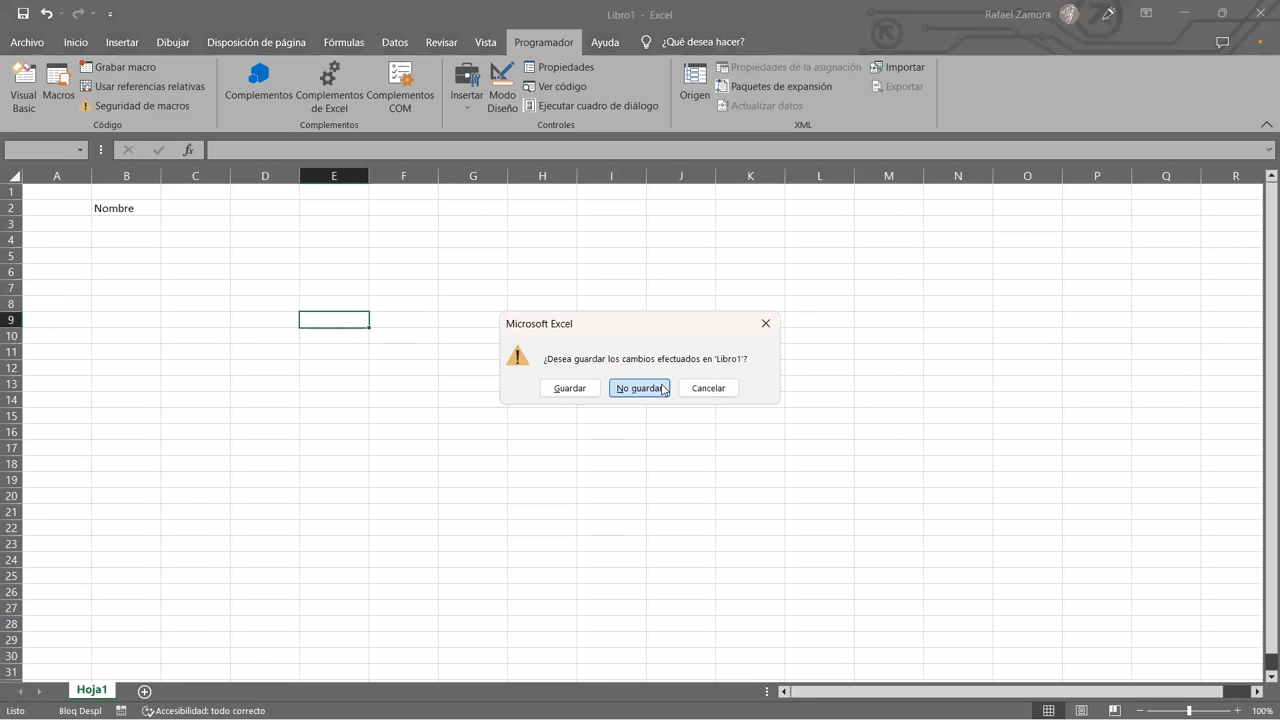 Libro1 - Excel
Rafael Zamora
Archivo Inicio Insertar Dibujar Disposición de página Fórmulas Datos Revisar Vista Programador Ayuda ¿Qué desea hacer?
Visual Basic
Macros
Grabar macro
Usar referencias relativas
Seguridad de macros
Código
Complementos
Complementos de Excel
Complementos COM
Complementos
Insertar
Modo Diseño
Propiedades
Ver código
Ejecutar cuadro de diálogo
Controles
Origen
Propiedades de la asignación
Paquetes de expansión
Actualizar datos
Importar
Exportar
XML
fx
A B C D E F G H I J K L M N O P Q R
1
2 Nombre
3
4
5
6
7
8
9
10
11
12
13
14
15
16
17
18
19
20
21
22
23
24
25
26
27
28
29
30
31
Microsoft Excel
¿Desea guardar los cambios efectuados en 'Libro1'?
Guardar No guardar Cancelar
Hoja1
Listo Bloq Despl Accesibilidad: todo correcto 100%